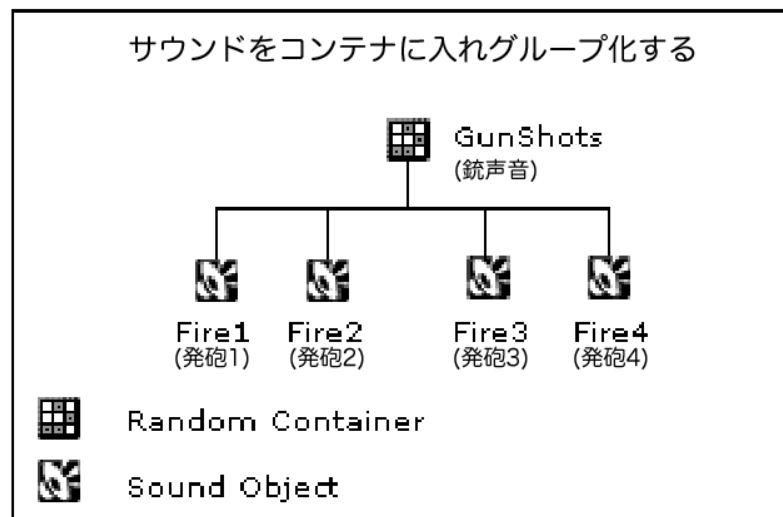 サウンドをコンテナに入れグループ化する
GunShots
(銃声音)
Fire1 Fire2 Fire3 Fire4
(発砲1) (発砲2) (発砲3) (発砲4)
Random Container
Sound Object